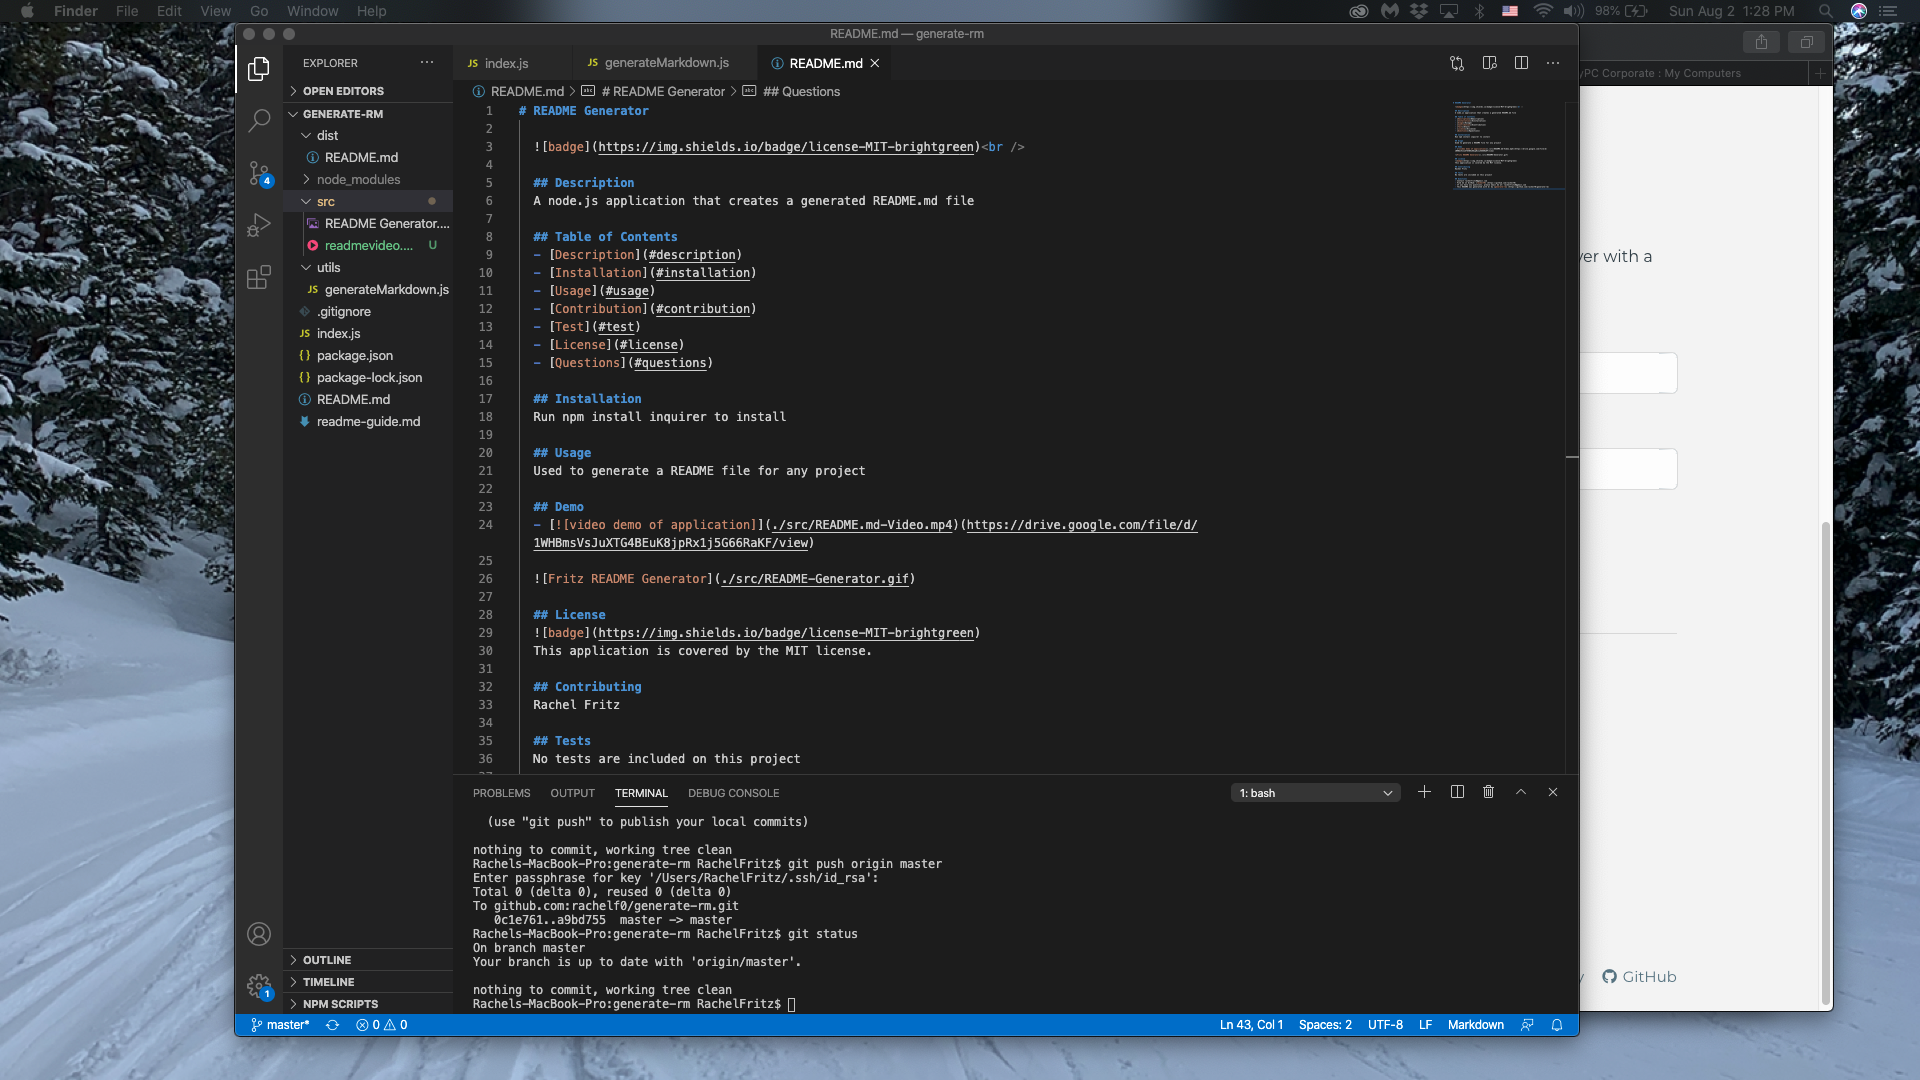 Finder File Edit View Go Window Help
98% Sun Aug 2 1:28 PM
README.md — generate-rm
EXPLORER
OPEN EDITORS
GENERATE-RM
dist
README.md
node_modules
src
README Generator....
readmevideo.... U
utils
JS generateMarkdown.js
.gitignore
JS index.js
{} package.json
{} package-lock.json
README.md
readme-guide.md
OUTLINE
TIMELINE
NPM SCRIPTS
4
1
JS index.js JS generateMarkdown.js README.md
README.md > # README Generator > ## Questions
1 # README Generator
2
3 ![badge](https://img.shields.io/badge/license-MIT-brightgreen)<br />
4
5 ## Description
6 A node.js application that creates a generated README.md file
7
8 ## Table of Contents
9 - [Description](#description)
10 - [Installation](#installation)
11 - [Usage](#usage)
12 - [Contribution](#contribution)
13 - [Test](#test)
14 - [License](#license)
15 - [Questions](#questions)
16
17 ## Installation
18 Run npm install inquirer to install
19
20 ## Usage
21 Used to generate a README file for any project
22
23 ## Demo
24 - [![video demo of application]](./src/README.md-Video.mp4)(https://drive.google.com/file/d/
1WHBmsVsJuXTG4BEuK8jpRx1j5G66RaKF/view)
25
26 ![Fritz README Generator](./src/README-Generator.gif)
27
28 ## License
29 ![badge](https://img.shields.io/badge/license-MIT-brightgreen)
30 This application is covered by the MIT license.
31
32 ## Contributing
33 Rachel Fritz
34
35 ## Tests
36 No tests are included on this project
PROBLEMS OUTPUT TERMINAL DEBUG CONSOLE 1: bash
(use "git push" to publish your local commits)
nothing to commit, working tree clean
Rachels-MacBook-Pro:generate-rm RachelFritz$ git push origin master
Enter passphrase for key '/Users/RachelFritz/.ssh/id_rsa':
Total 0 (delta 0), reused 0 (delta 0)
To github.com:rachelf0/generate-rm.git
0c1e761..a9bd755 master -> master
Rachels-MacBook-Pro:generate-rm RachelFritz$ git status
On branch master
Your branch is up to date with 'origin/master'.
nothing to commit, working tree clean
Rachels-MacBook-Pro:generate-rm RachelFritz$
master* 0 0 Ln 43, Col 1 Spaces: 2 UTF-8 LF Markdown
yPC Corporate : My Computers
ver with a
y GitHub